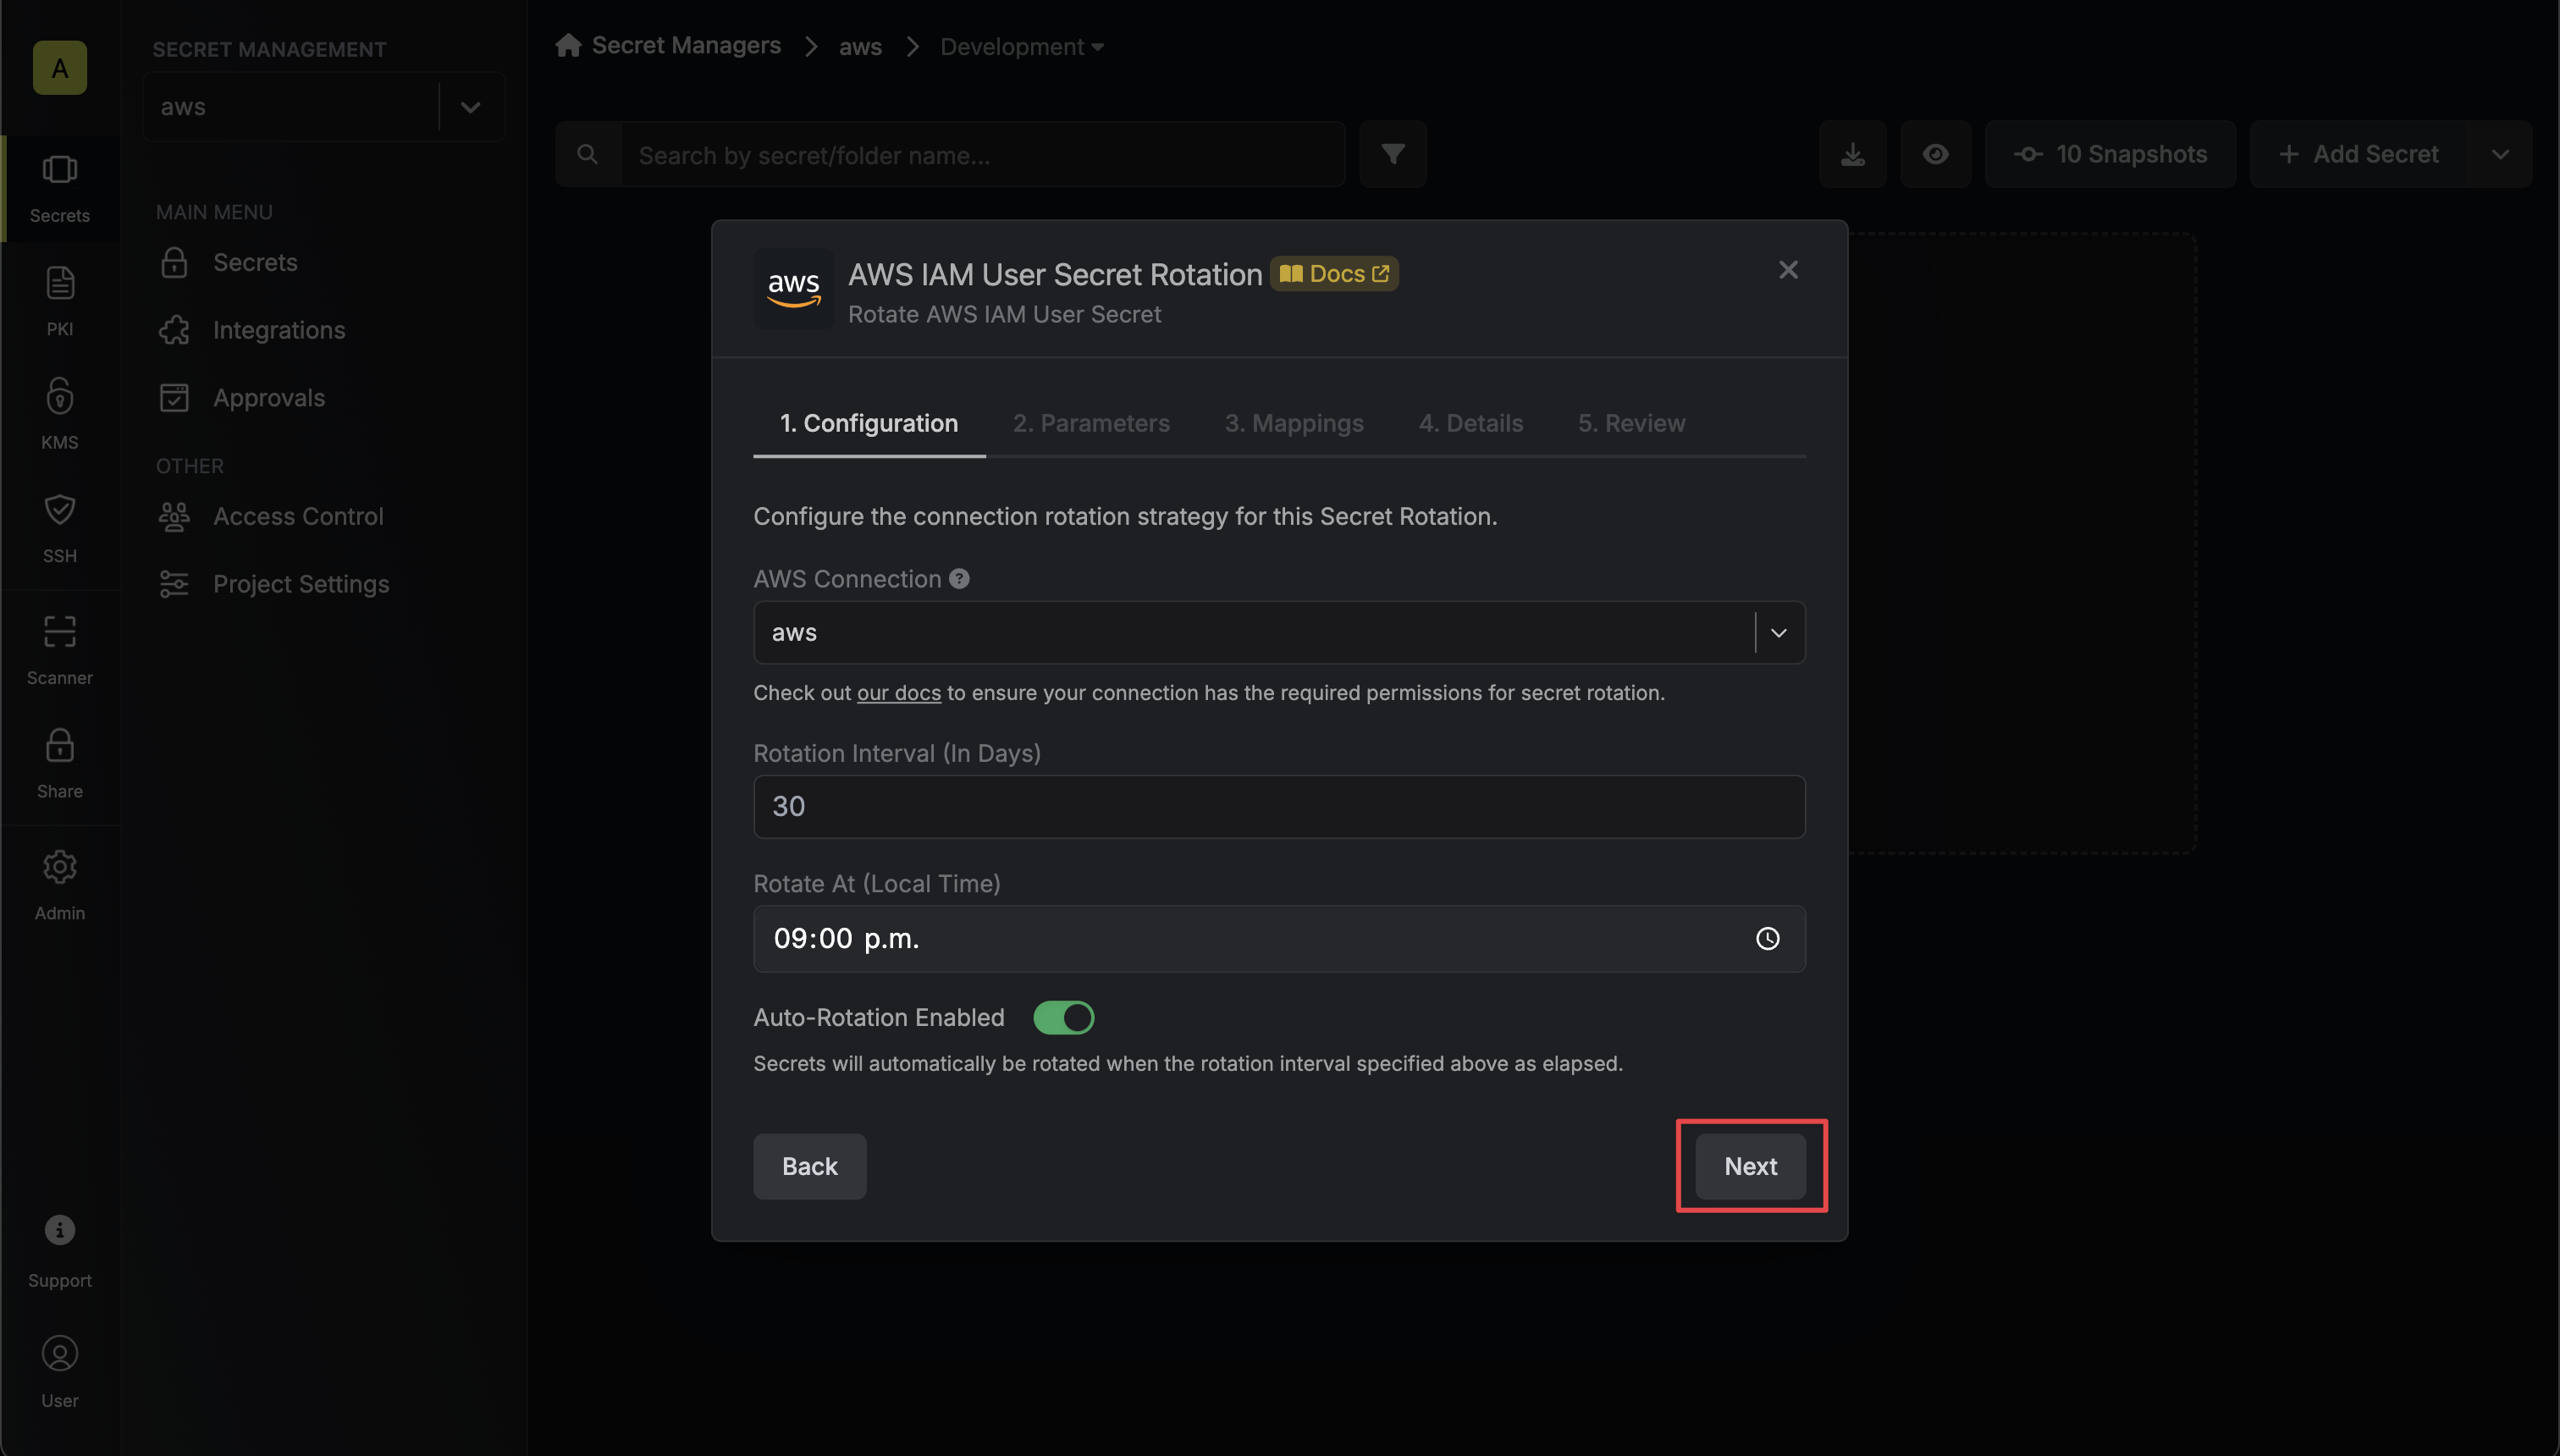 A
Secrets
PKI
KMS
SSH
Scanner
Share
Admin
Support
User
SECRET MANAGEMENT
aws
MAIN MENU
Secrets
Integrations
Approvals
OTHER
Access Control
Project Settings
Secret Managers > aws > Development
Search by secret/folder name...
10 Snapshots
+ Add Secret
aws
AWS IAM User Secret Rotation Docs
Rotate AWS IAM User Secret
1. Configuration 2. Parameters 3. Mappings 4. Details 5. Review
Configure the connection rotation strategy for this Secret Rotation.
AWS Connection ?
aws
Check out our docs to ensure your connection has the required permissions for secret rotation.
Rotation Interval (In Days)
30
Rotate At (Local Time)
09:00 p.m.
Auto-Rotation Enabled
Secrets will automatically be rotated when the rotation interval specified above as elapsed.
Back
Next